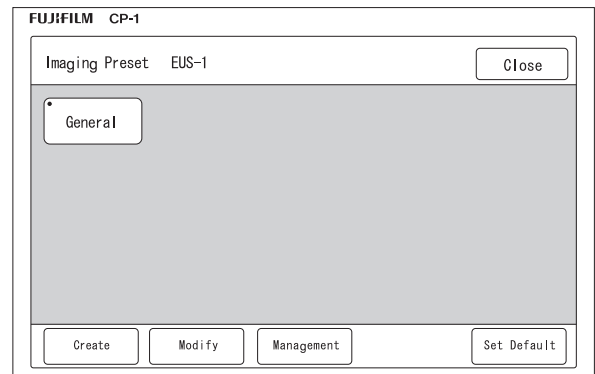 FUJIFILM CP-1
Imaging Preset EUS-1
Close
General
Create Modify Management Set Default